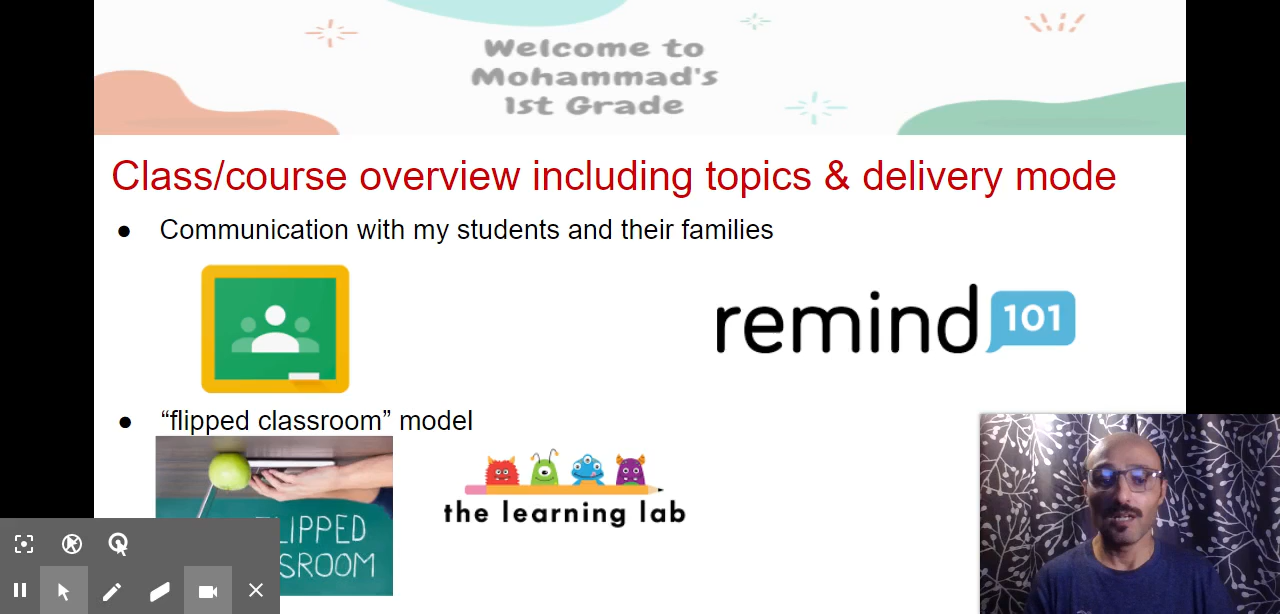 Welcome to
Mohammad's
1st Grade
Class/course overview including topics & delivery mode
● Communication with my students and their families
remind 101
● “flipped classroom” model
LIPPED
SROOM
the learning lab